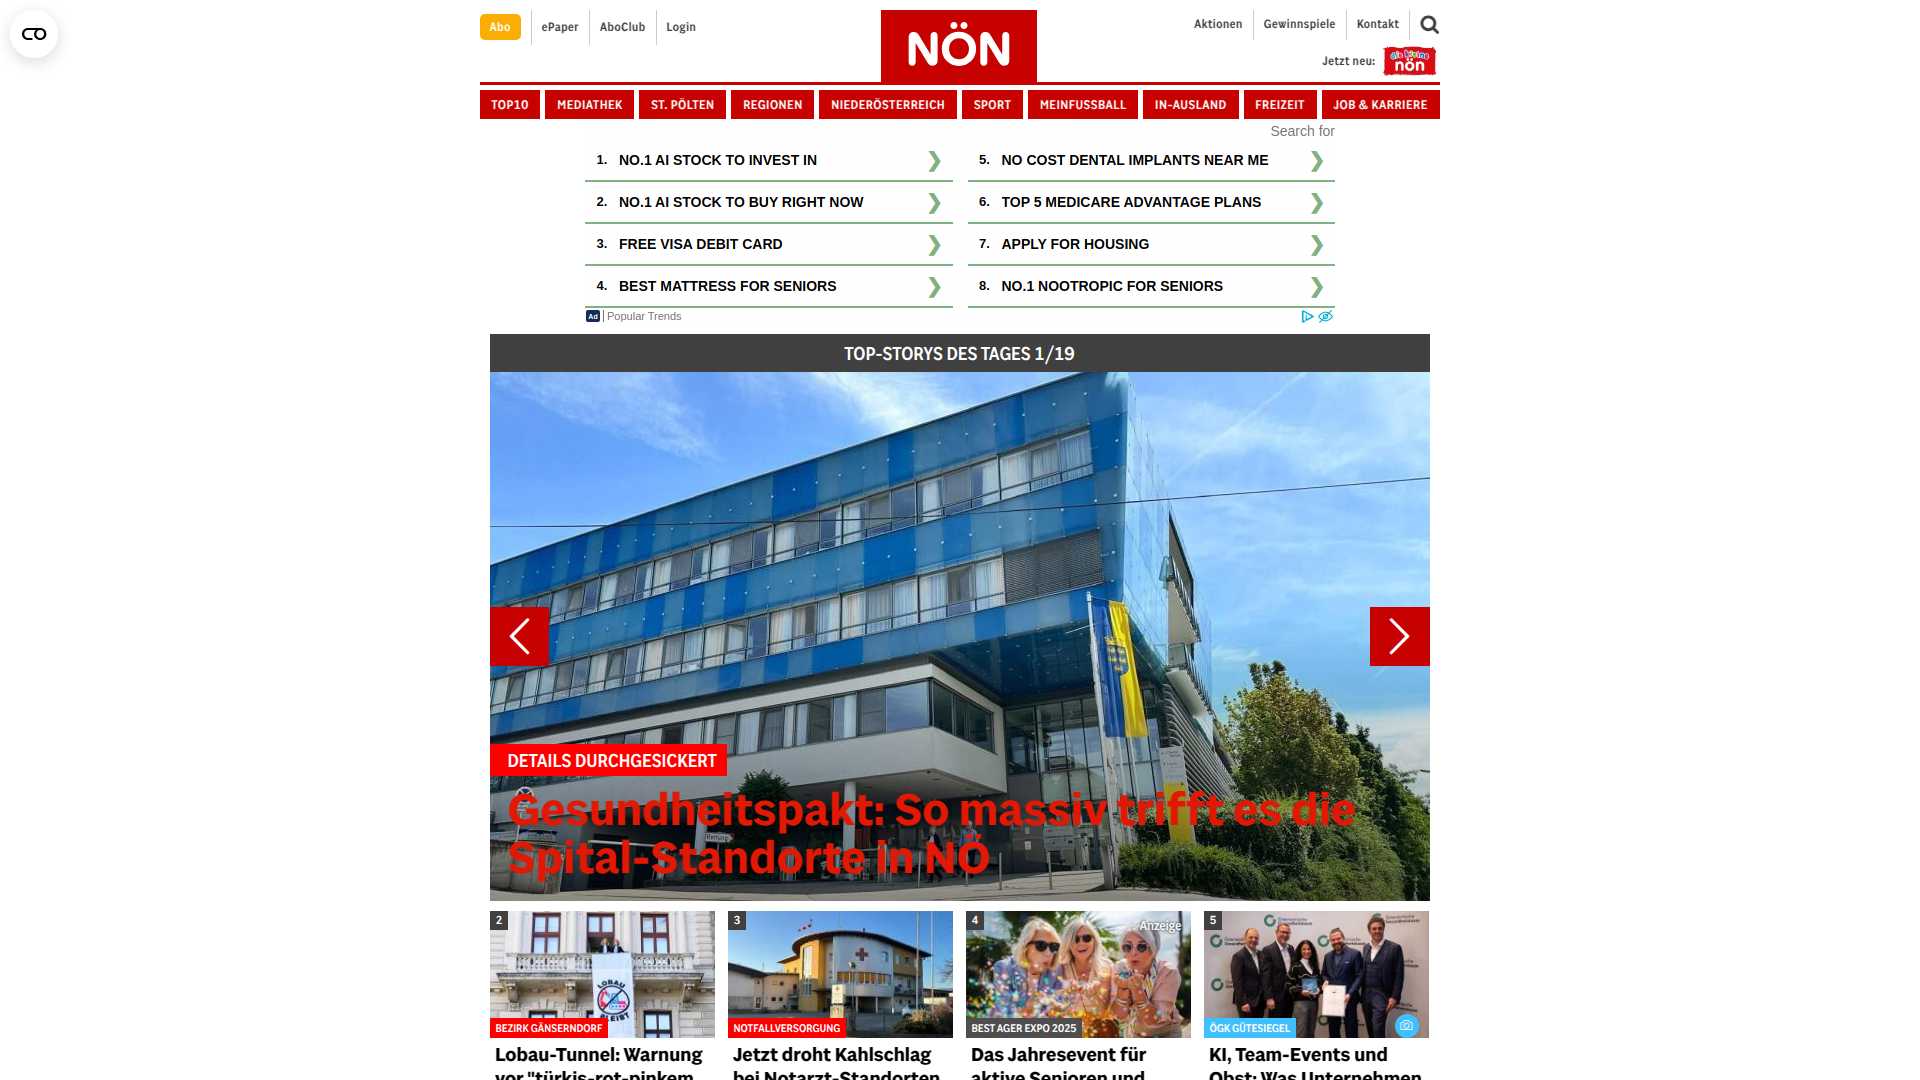 Abo
ePaper
AboClub
Login
NÖN
Aktionen
Gewinnspiele
Kontakt
Jetzt neu:
die kleine
nön
TOP10
MEDIATHEK
ST. PÖLTEN
REGIONEN
NIEDERÖSTERREICH
SPORT
MEINFUSSBALL
IN-AUSLAND
FREIZEIT
JOB & KARRIERE
Search for
1. NO.1 AI STOCK TO INVEST IN
2. NO.1 AI STOCK TO BUY RIGHT NOW
3. FREE VISA DEBIT CARD
4. BEST MATTRESS FOR SENIORS
5. NO COST DENTAL IMPLANTS NEAR ME
6. TOP 5 MEDICARE ADVANTAGE PLANS
7. APPLY FOR HOUSING
8. NO.1 NOOTROPIC FOR SENIORS
Ad Popular Trends
TOP-STORYS DES TAGES 1/19
DETAILS DURCHGESICKERT
Gesundheitspakt: So massiv trifft es die
Spital-Standorte in NÖ
2
LOBAU
BLEIBT
BEZIRK GÄNSERNDORF
Lobau-Tunnel: Warnung
vor "türkis-rot-pinkem
3
NOTFALLVERSORGUNG
Jetzt droht Kahlschlag
bei Notarzt-Standorten
4
Anzeige
BEST AGER EXPO 2025
Das Jahresevent für
aktive Senioren und
5
ÖGK GÜTESIEGEL
KI, Team-Events und
Obst: Was Unternehmen